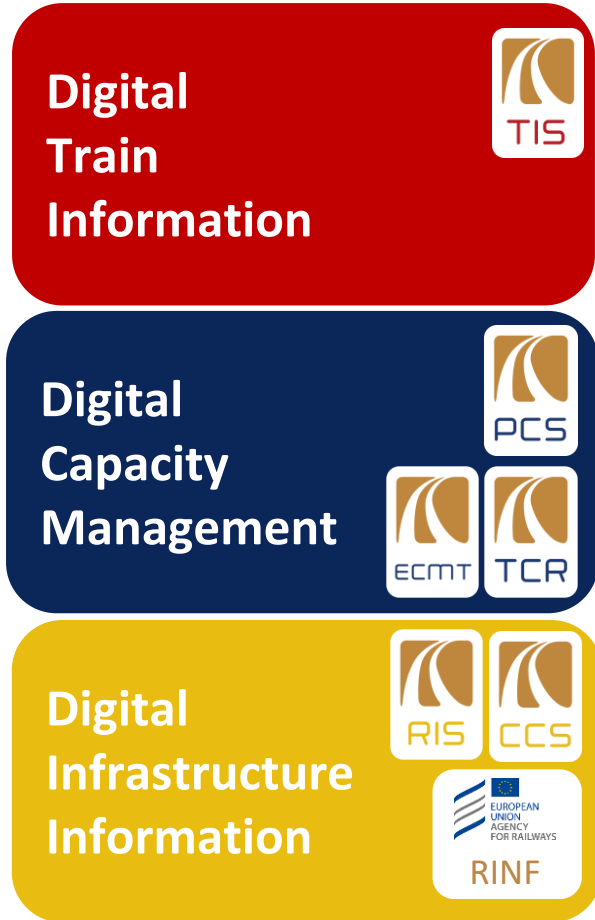 Digital
Train
Information
TIS
Digital
Capacity
Management
PCS
ECMT
TCR
Digital
Infrastructure
Information
RIS
CCS
EUROPEAN
UNION
AGENCY
FOR RAILWAYS
RINF